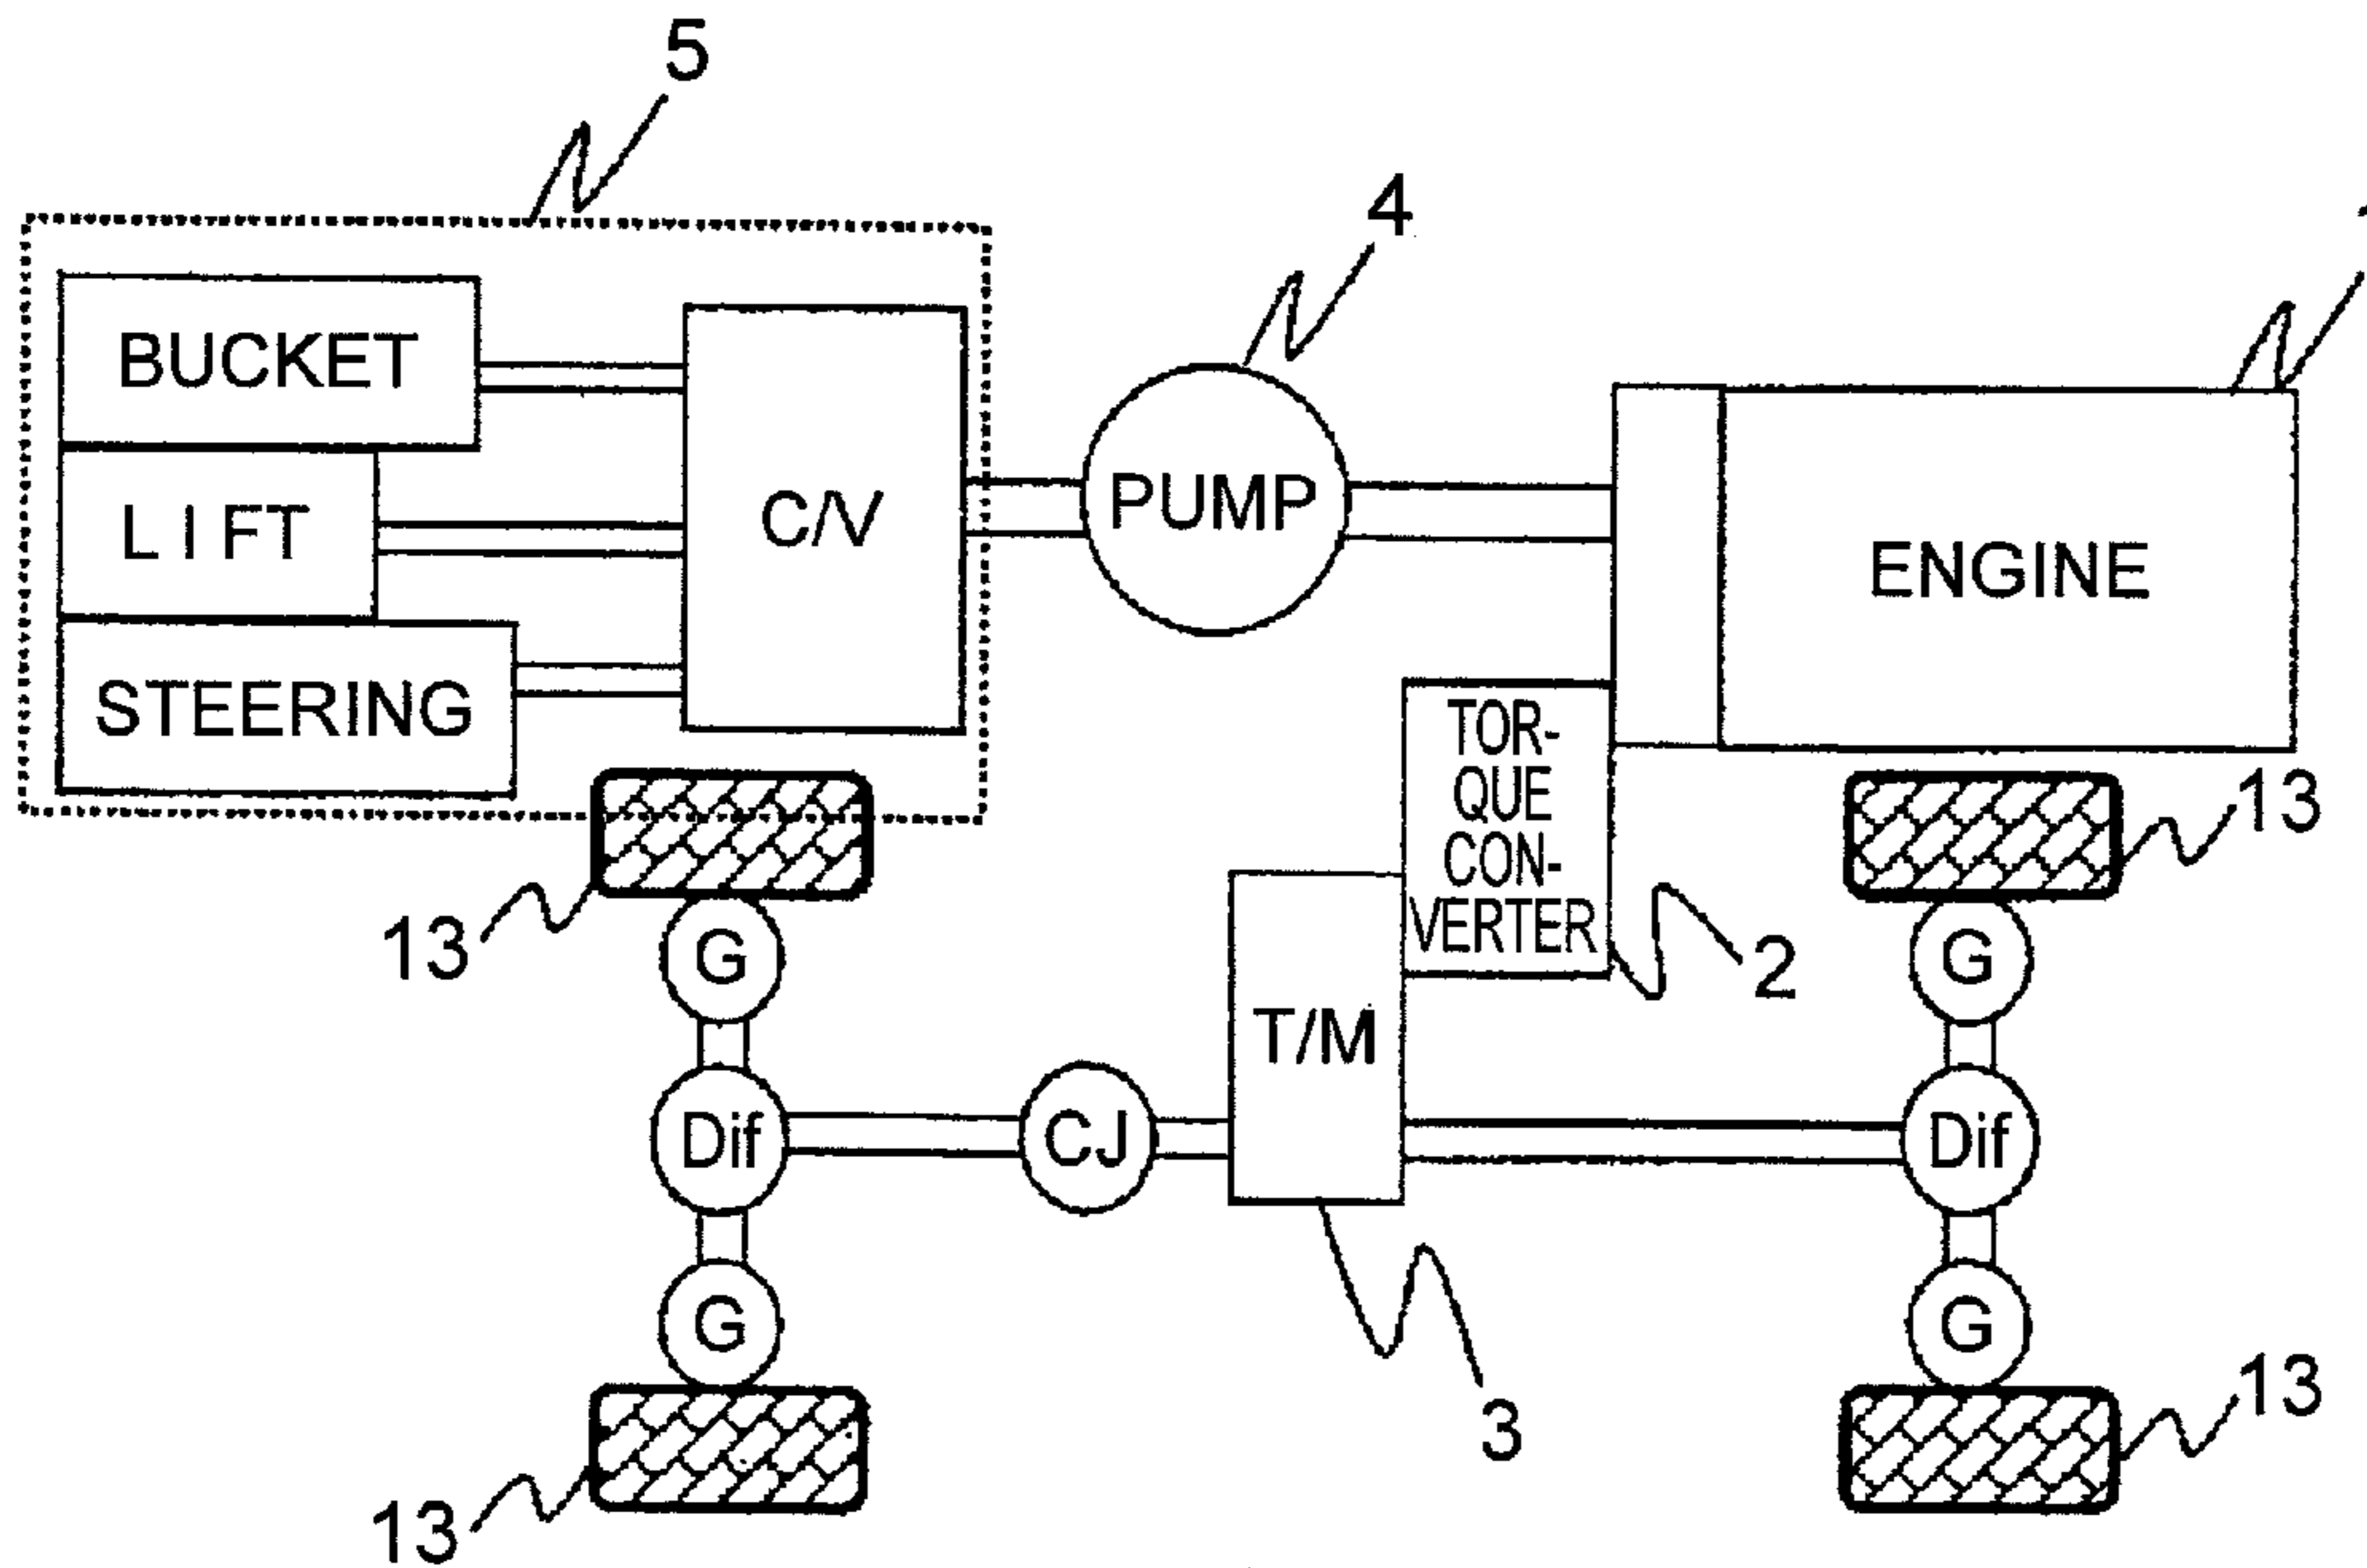 5
4
BUCKET
LIFT
STEERING
C/V
PUMP
ENGINE
TOR-
QUE
CON-
VERTER
13
13
2
G
G
T/M
Dif
CJ
Dif
G
G
3
13
13